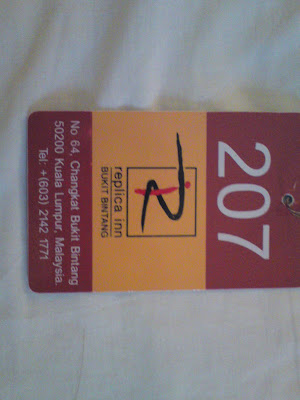 207
replica inn
BUKIT BINTANG
No 64, Changkat Bukit Bintang
50200 Kuala Lumpur, Malaysia.
Tel: +(603) 2142 1771